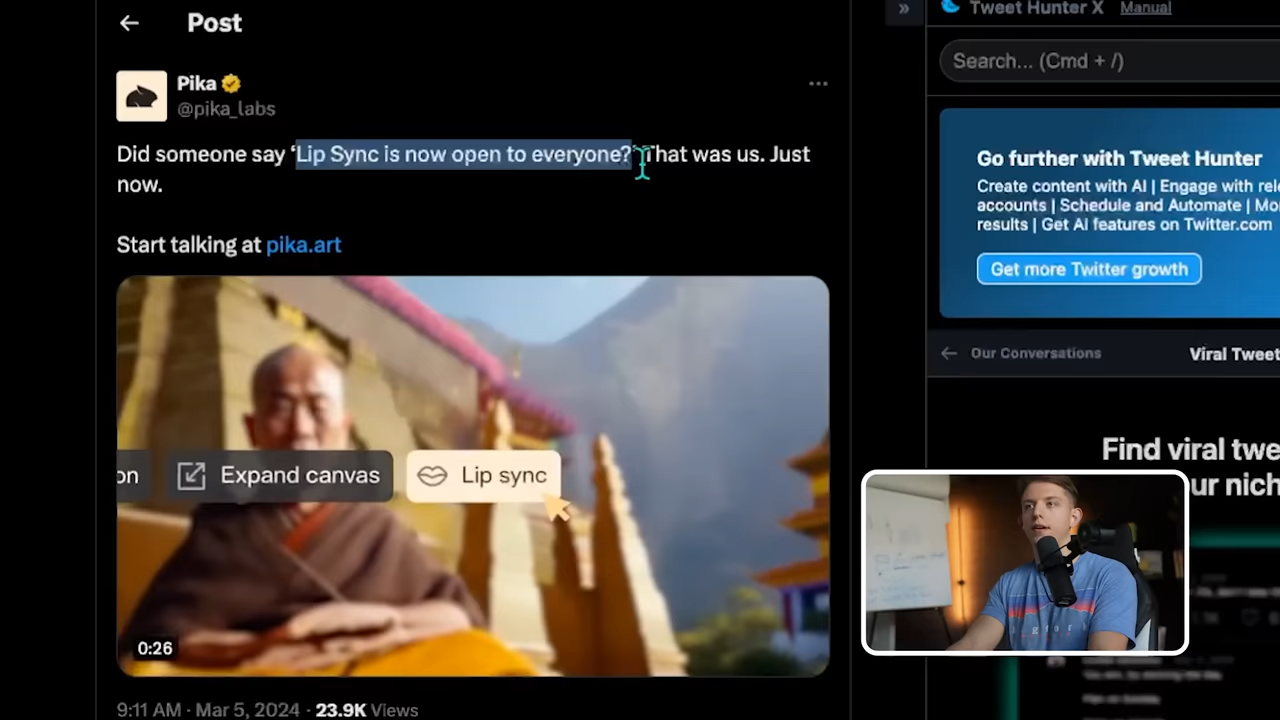 Post
Pika
@pika_labs
Did someone say ‘Lip Sync is now open to everyone?’ That was us. Just
now.
Start talking at pika.art
on
Expand canvas
Lip sync
0:26
9:11 AM · Mar 5, 2024 · 23.9K Views
»
Tweet Hunter X Manual
Search... (Cmd + /)
Go further with Tweet Hunter
Create content with AI | Engage with rel
accounts | Schedule and Automate | Mo
results | Get AI features on Twitter.com
Get more Twitter growth
Our Conversations
Viral Tweet
Find viral twe
ur nich